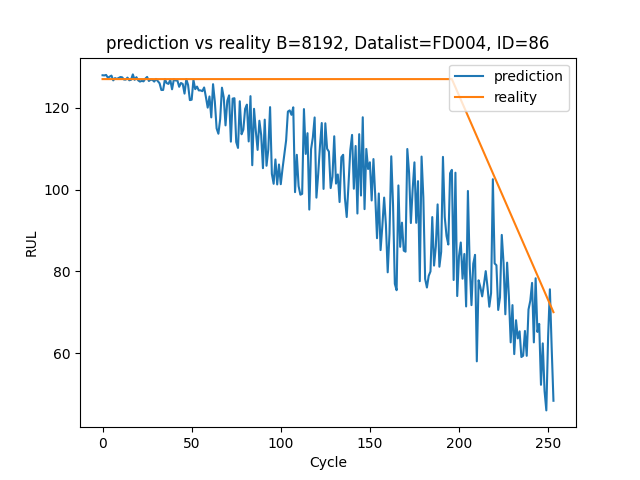 prediction vs reality B=8192, Datalist=FD004, ID=86
prediction
reality
120
100
80
60
RUL
0 50 100 150 200 250
Cycle